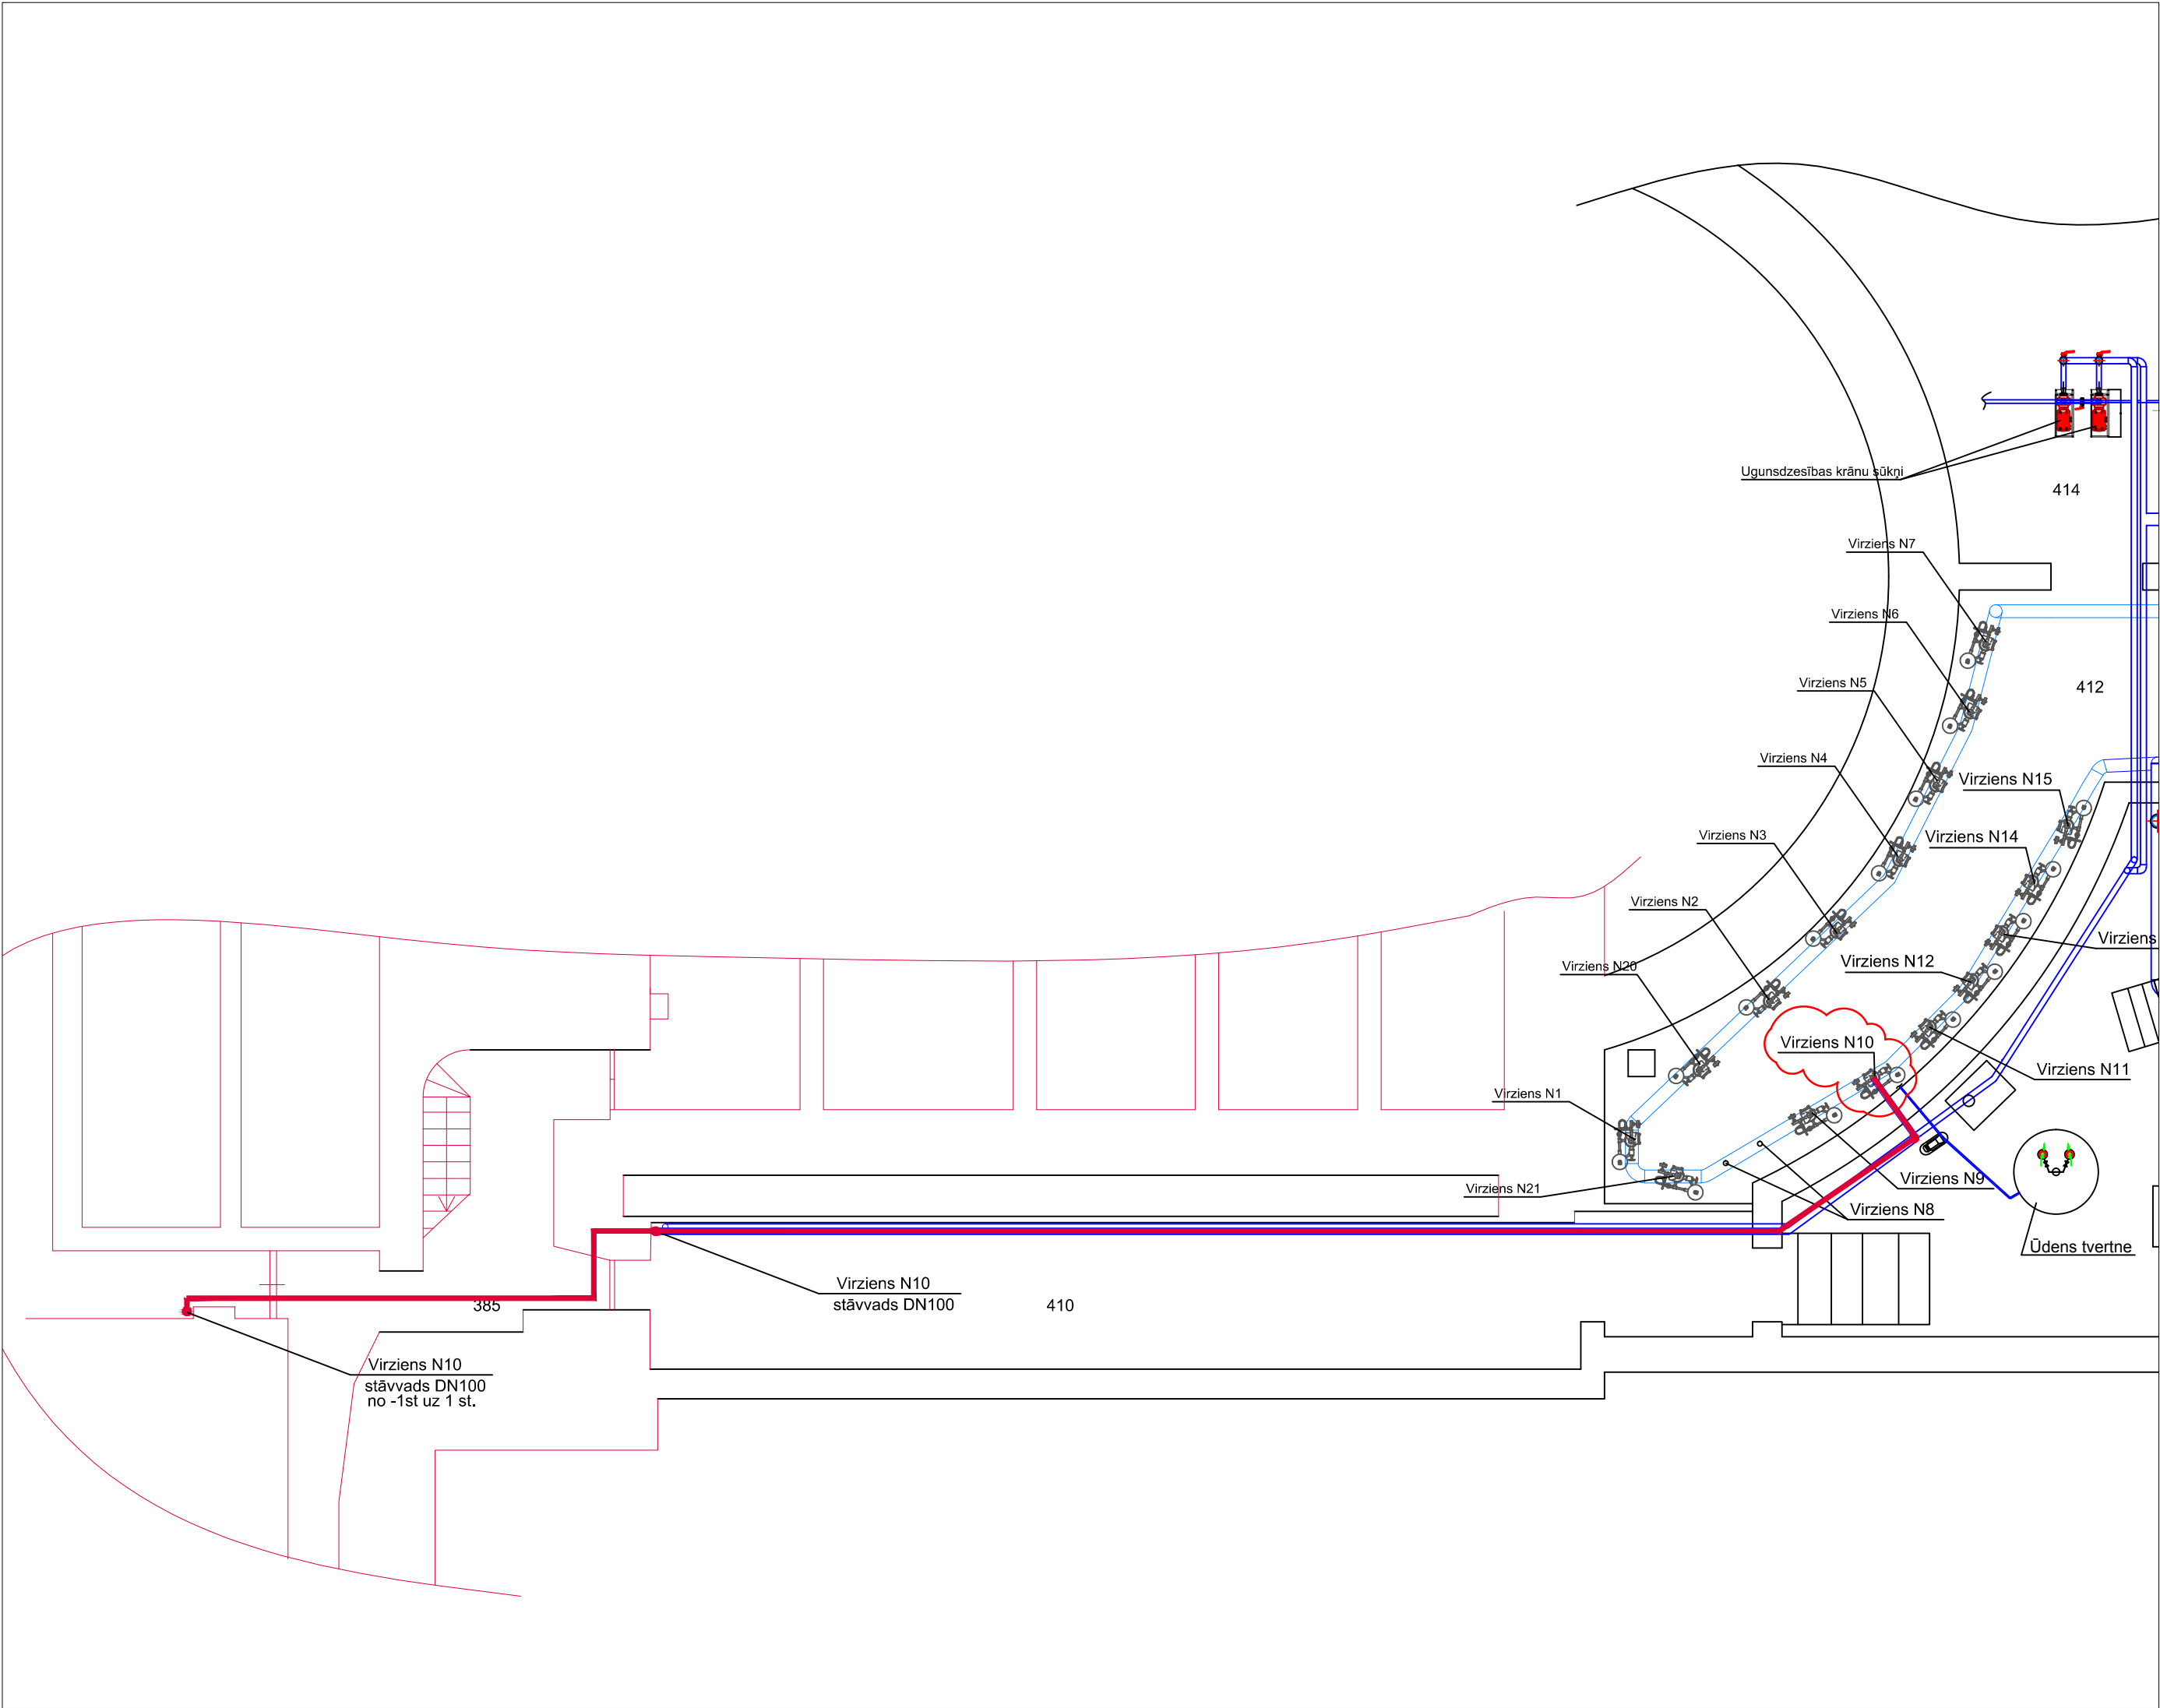 Ugunsdzesības krānu sūkņi
414
Virziens N7
Virziens N6
412
Virziens N5
Virziens N4
Virziens N15
Virziens N3
Virziens N14
Virziens N2
Virziens
Virziens N12
Virziens N20
Virziens N10
Virziens N11
Virziens N1
Virziens N9
Virziens N21
Virziens N8
Ūdens tvertne
Virziens N10
stāvvads DN100
385
410
Virziens N10
stāvvads DN100
no -1st uz 1 st.